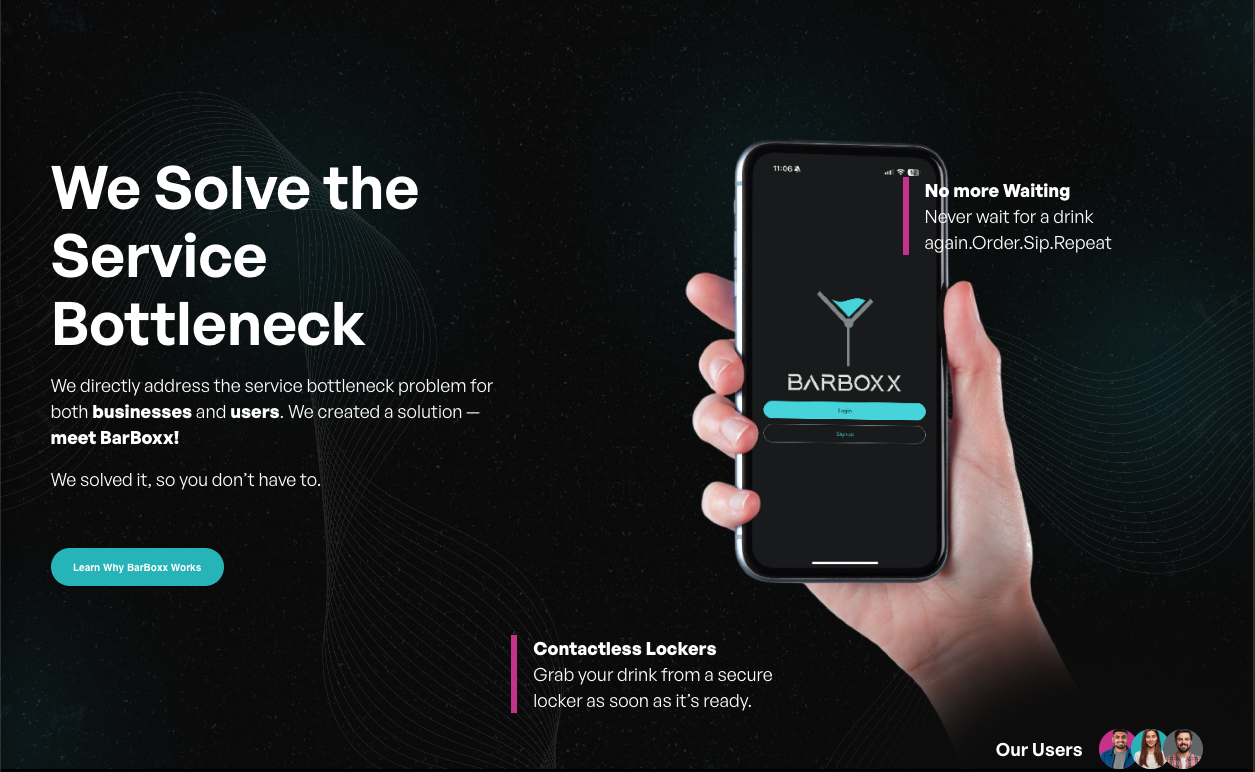 We Solve the
Service
Bottleneck
We directly address the service bottleneck problem for
both businesses and users. We created a solution —
meet BarBoxx!
We solved it, so you don’t have to.
Learn Why BarBoxx Works
11:06
No more Waiting
Never wait for a drink
again.Order.Sip.Repeat
BARBOXX
Login
Sign up
Contactless Lockers
Grab your drink from a secure
locker as soon as it’s ready.
Our Users